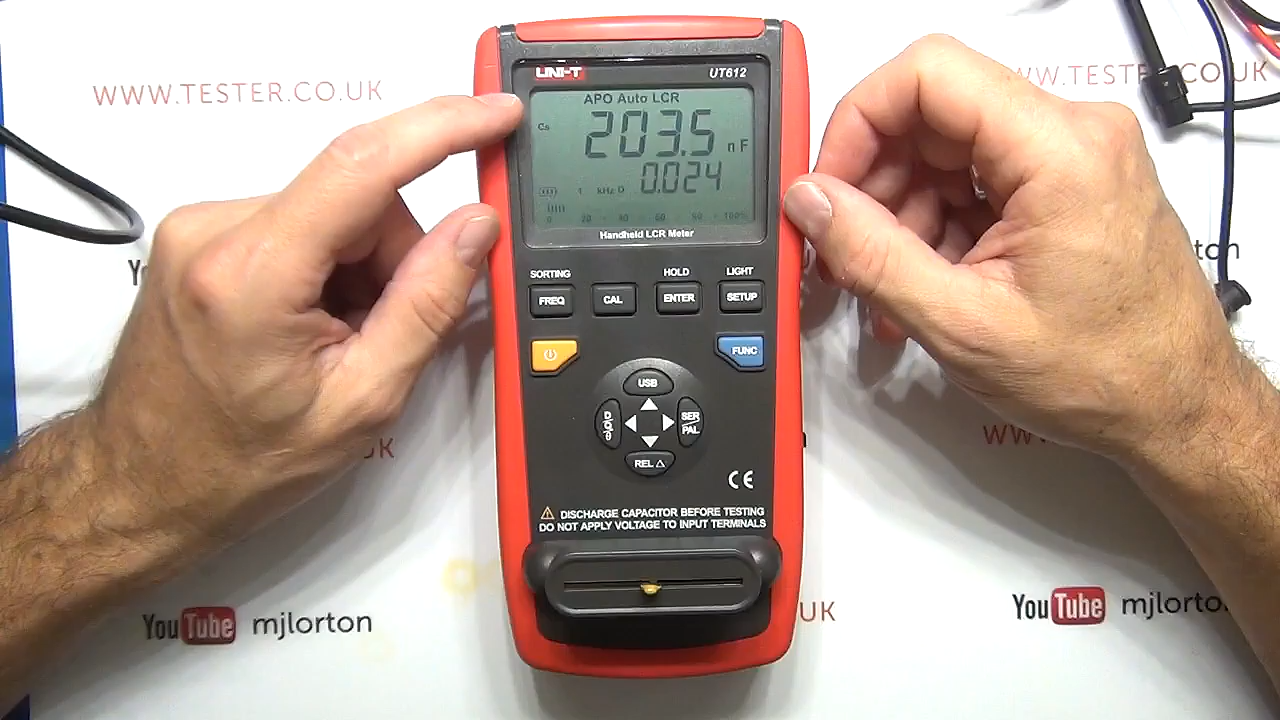 WWW.TESTER.CO.UK
WWW.TESTER.CO.UK
UNI-T
UT612
APO Auto LCR
Cs
203.5 nF
1 kHz D 0.024
0 20 40 60 80 100%
Handheld LCR Meter
SORTING HOLD LIGHT
FREQ CAL ENTER SETUP
FUNC
USB
D/Q/θ
SER
PAL
REL △
CE
⚠ DISCHARGE CAPACITOR BEFORE TESTING
DO NOT APPLY VOLTAGE TO INPUT TERMINALS
YouTube mjlorton
YouTube mjlorton
UK